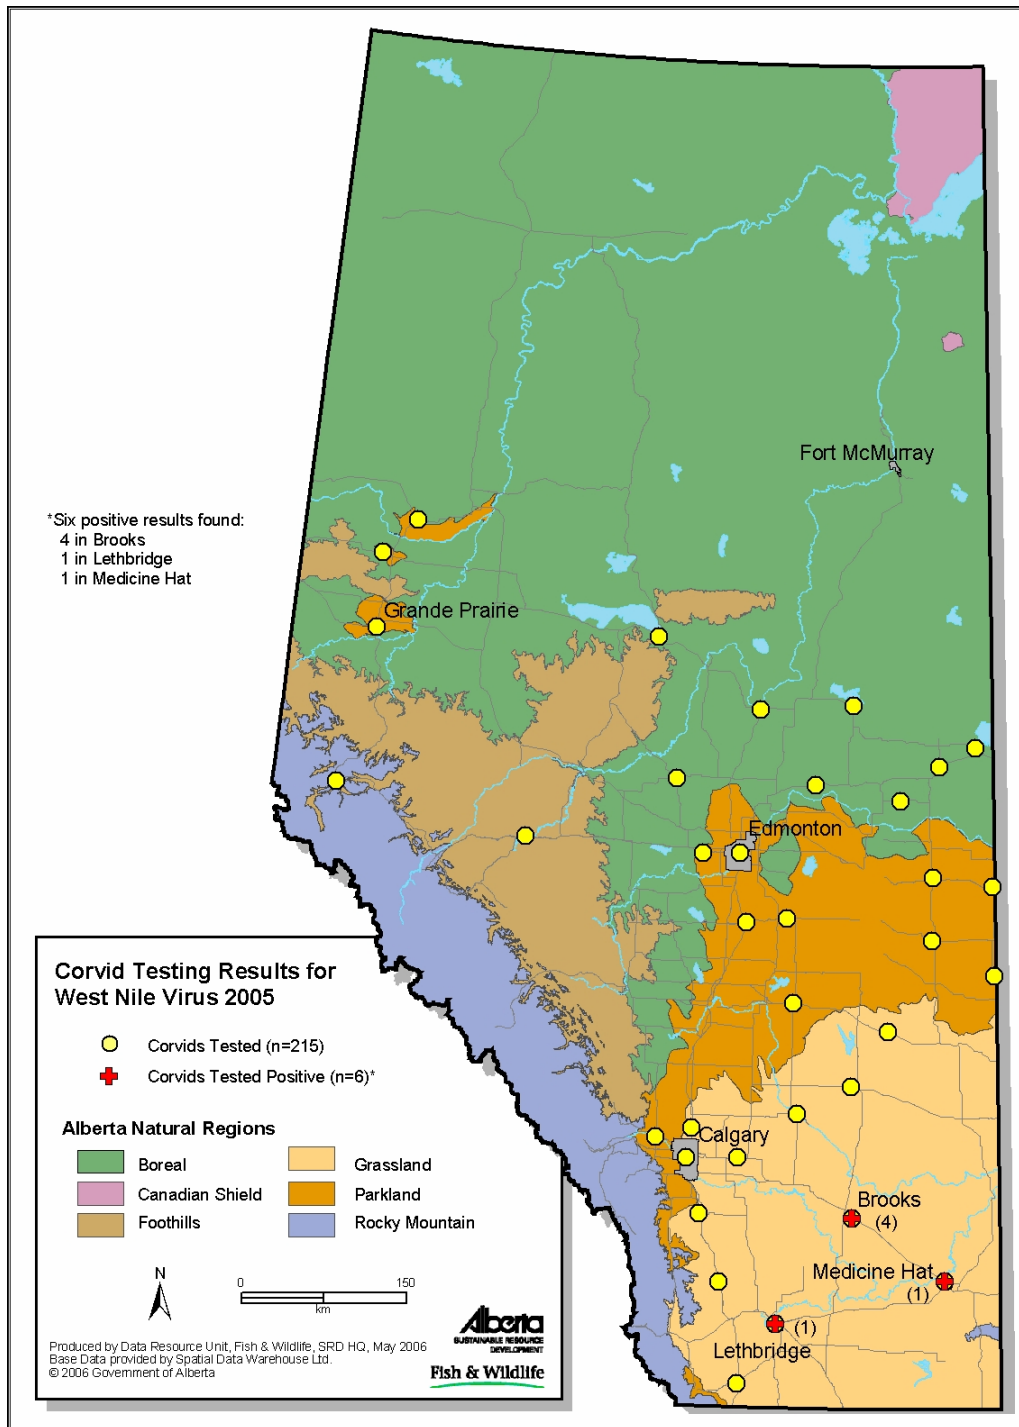 Fort McMurray
*Six positive results found:
4 in Brooks
1 in Lethbridge
1 in Medicine Hat
Grande Prairie
Edmonton
Calgary
Brooks
(4)
Medicine Hat
(1)
(1)
Lethbridge
Corvid Testing Results for
West Nile Virus 2005
Corvids Tested (n=215)
Corvids Tested Positive (n=6)*
Alberta Natural Regions
Boreal
Grassland
Canadian Shield
Parkland
Foothills
Rocky Mountain
N
0 150
km
Alberta
SUSTAINABLE RESOURCE
DEVELOPMENT
Fish & Wildlife
Produced by Data Resource Unit, Fish & Wildlife, SRD HQ, May 2006
Base Data provided by Spatial Data Warehouse Ltd.
© 2006 Government of Alberta